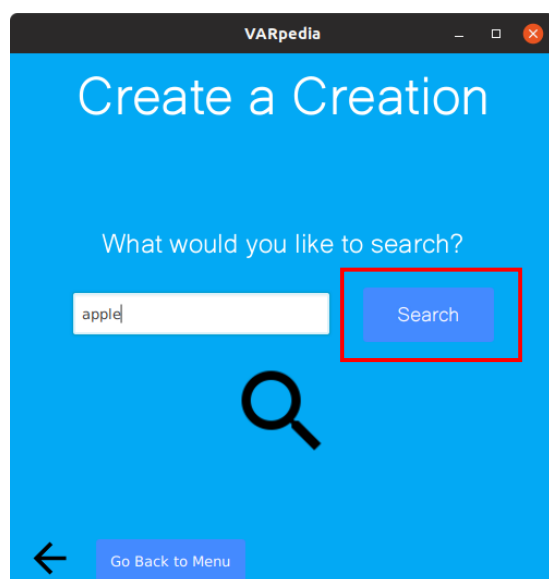 VARpedia
Create a Creation
What would you like to search?
apple
Search
Go Back to Menu